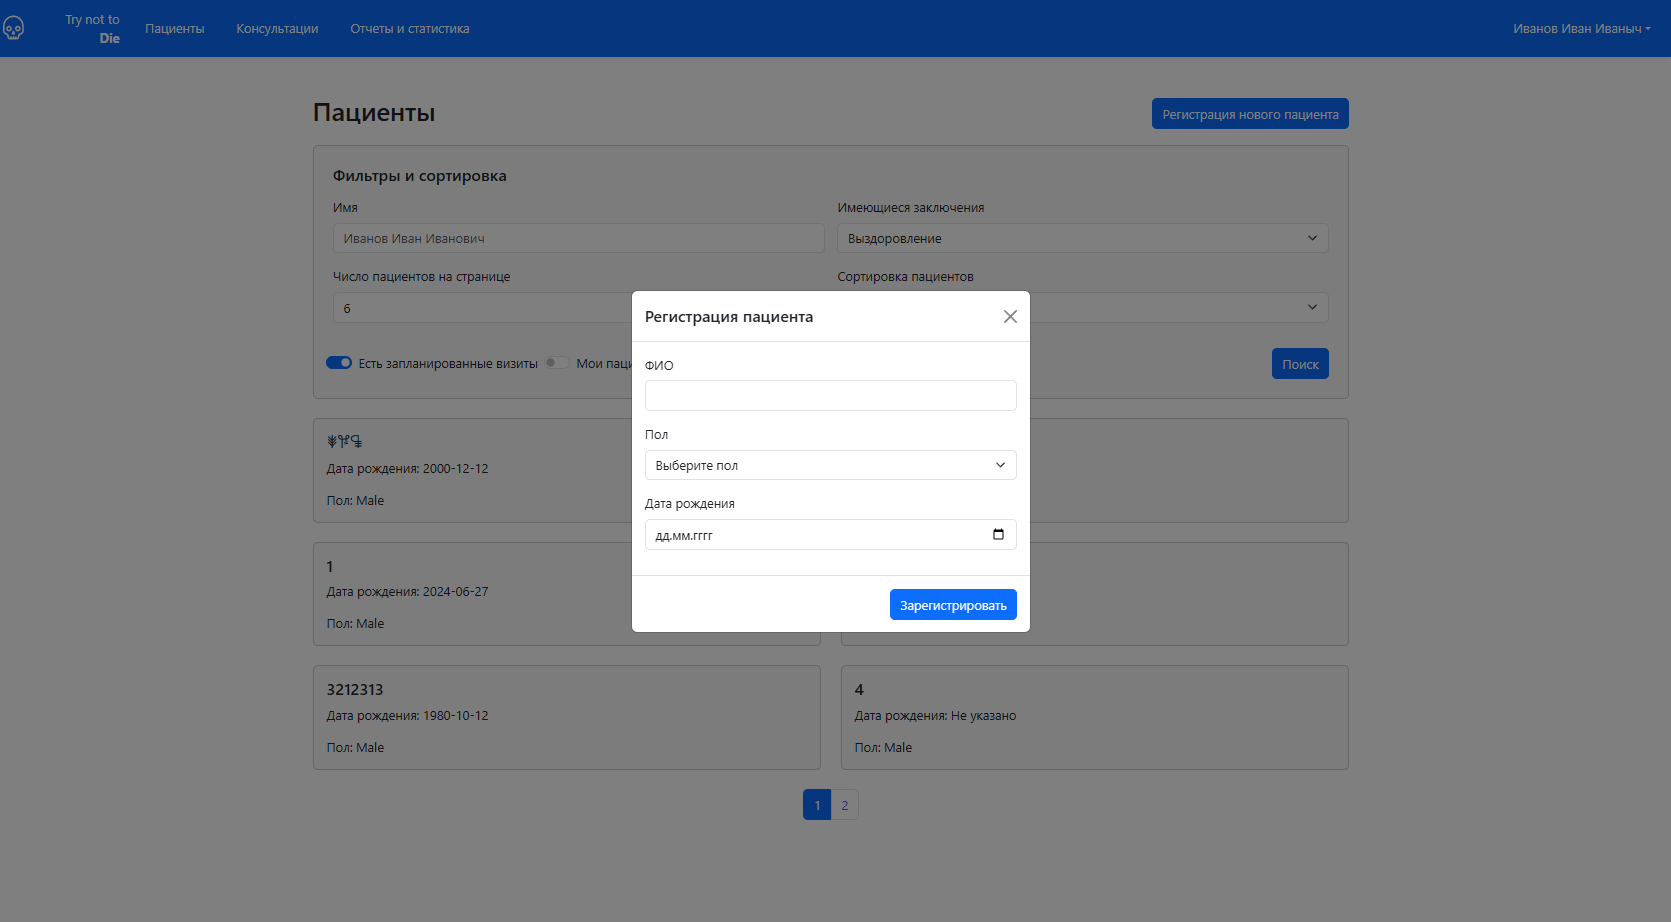 Try not to
Die
Пациенты
Консультации
Отчеты и статистика
Иванов Иван Иваныч
Пациенты
Регистрация нового пациента
Фильтры и сортировка
Имя
Имеющиеся заключения
Иванов Иван Иванович
Выздоровление
Число пациентов на странице
Сортировка пациентов
6
Есть запланированные визиты
Мои
Поиск
Регистрация пациента
ФИО
Пол
Выберите пол
Дата рождения
дд.мм.гггг
Зарегистрировать
Дата рождения: 2000-12-12
Пол: Male
1
Дата рождения: 2024-06-27
Пол: Male
3212313
Дата рождения: 1980-10-12
Пол: Male
4
Дата рождения: Не указано
Пол: Male
1
2